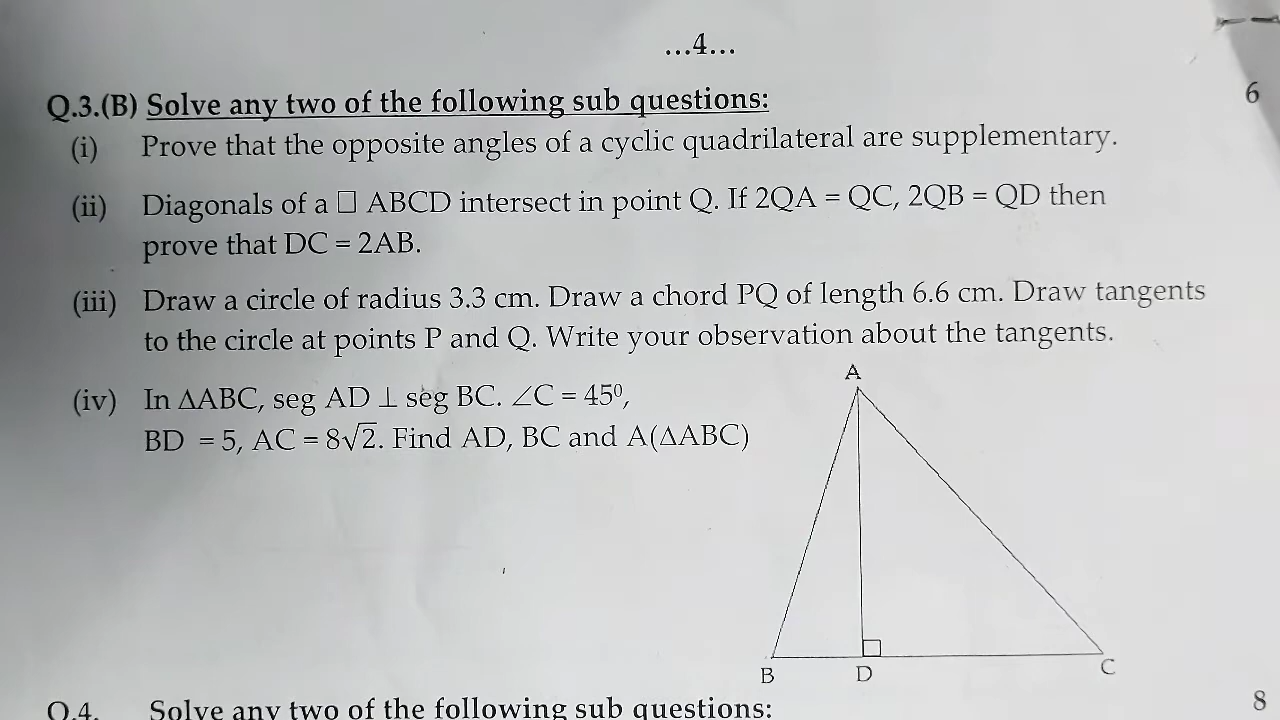 ...4...
Q.3.(B) Solve any two of the following sub questions: 6
(i) Prove that the opposite angles of a cyclic quadrilateral are supplementary.
(ii) Diagonals of a □ ABCD intersect in point Q. If 2QA = QC, 2QB = QD then
prove that DC = 2AB.
(iii) Draw a circle of radius 3.3 cm. Draw a chord PQ of length 6.6 cm. Draw tangents
to the circle at points P and Q. Write your observation about the tangents.
A
(iv) In ΔABC, seg AD ⊥ seg BC. ∠C = 45⁰,
BD = 5, AC = 8√2. Find AD, BC and A(ΔABC)
B D C
Q.4. Solve any two of the following sub questions: 8